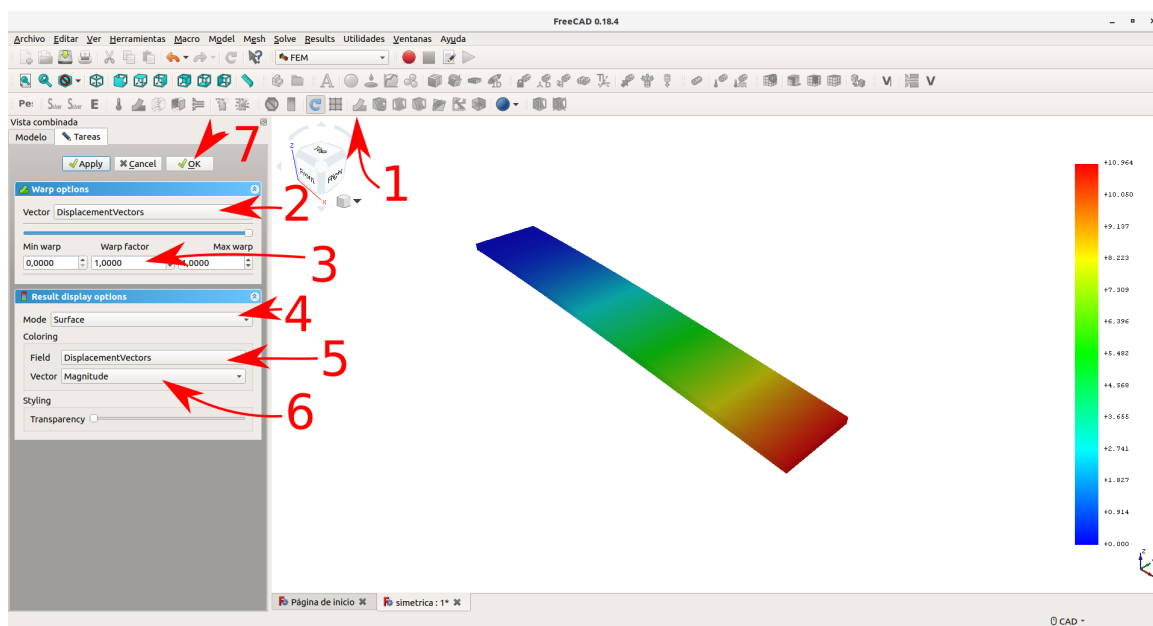 FreeCAD 0.18.4
Archivo Editar Ver Herramientas Macro Model Mesh Solve Results Utilidades Ventanas Ayuda
FEM
Vista combinada
Modelo Tareas
7
Apply Cancel OK
1
Warp options
Vector DisplacementVectors
2
Min warp Warp factor Max warp
0,0000 1,0000 1,0000
3
Result display options
Mode Surface
4
Coloring
Field DisplacementVectors
5
Vector Magnitude
6
Styling
Transparency
+10.964
+10.050
+9.137
+8.223
+7.309
+6.396
+5.482
+4.568
+3.655
+2.741
+1.827
+0.914
+0.000
Página de inicio
simetrica : 1*
CAD